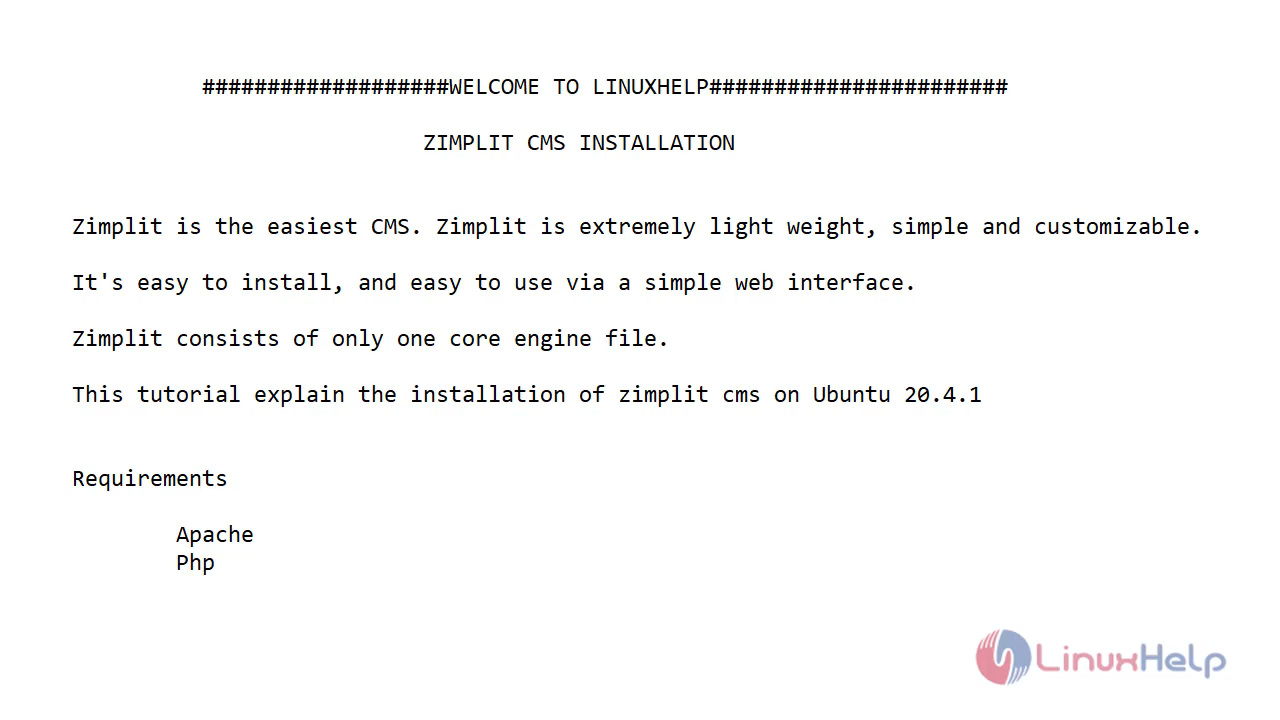 ###################WELCOME TO LINUXHELP#######################
ZIMPLIT CMS INSTALLATION
Zimplit is the easiest CMS. Zimplit is extremely light weight, simple and customizable.
It's easy to install, and easy to use via a simple web interface.
Zimplit consists of only one core engine file.
This tutorial explain the installation of zimplit cms on Ubuntu 20.4.1
Requirements
Apache
Php
LinuxHelp